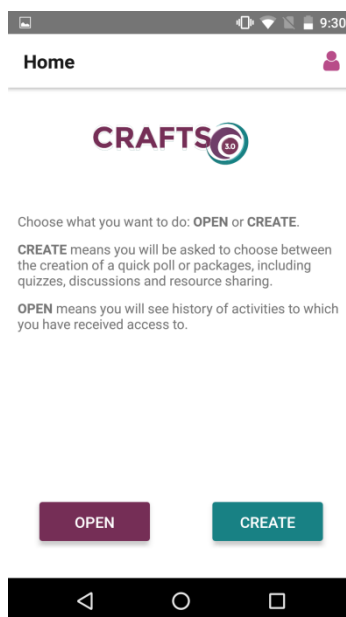 9:30
Home
CRAFTS 3.0
Choose what you want to do: OPEN or CREATE.
CREATE means you will be asked to choose between
the creation of a quick poll or packages, including
quizzes, discussions and resource sharing.
OPEN means you will see history of activities to which
you have received access to.
OPEN CREATE